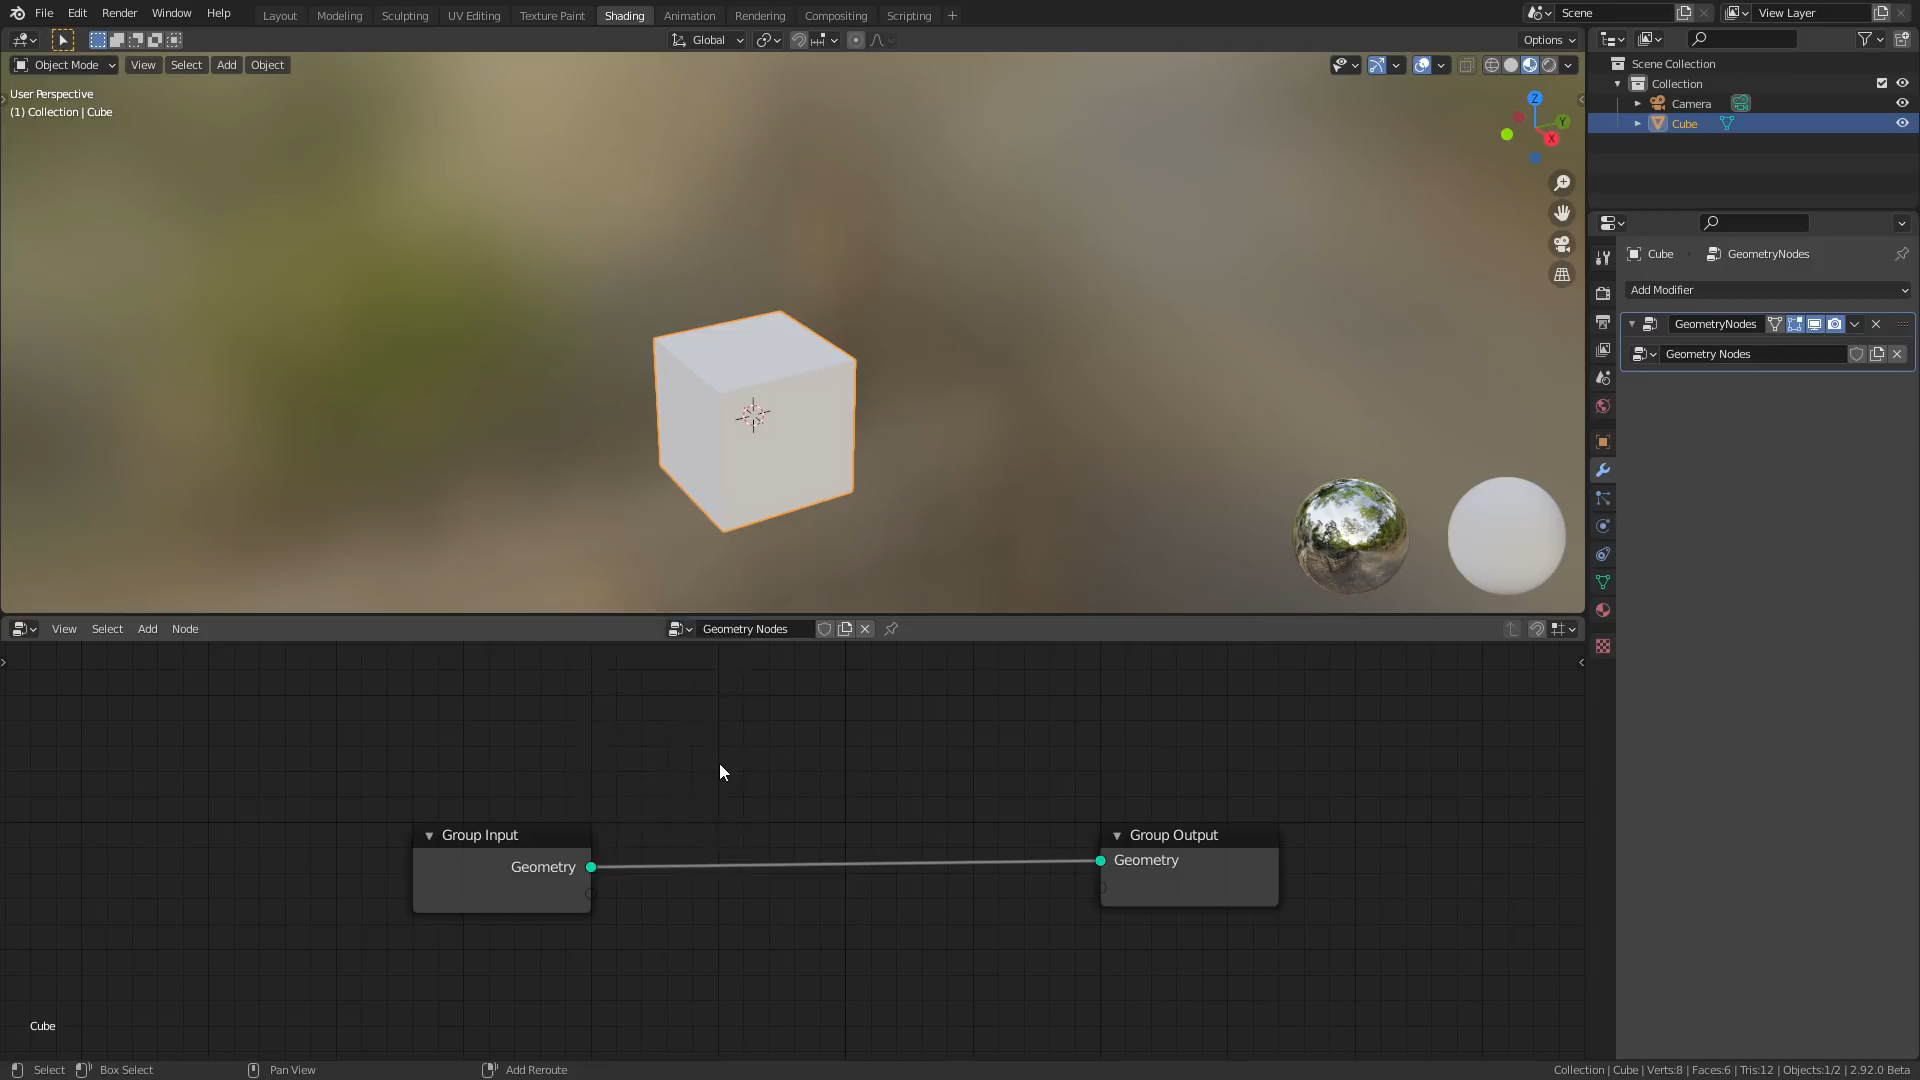 File Edit Render Window Help Layout Modeling Sculpting UV Editing Texture Paint Shading Animation Rendering Compositing Scripting + Scene View Layer
Global Options
Object Mode View Select Add Object
User Perspective
(1) Collection | Cube
Z
Y
X
Scene Collection
Collection
Camera
Cube
Cube GeometryNodes
Add Modifier
GeometryNodes
Geometry Nodes
View Select Add Node Geometry Nodes
Group Input
Geometry
Group Output
Geometry
Cube
Select Box Select Pan View Add Reroute Collection | Cube | Verts:8 | Faces:6 | Tris:12 | Objects:1/2 | 2.92.0 Beta